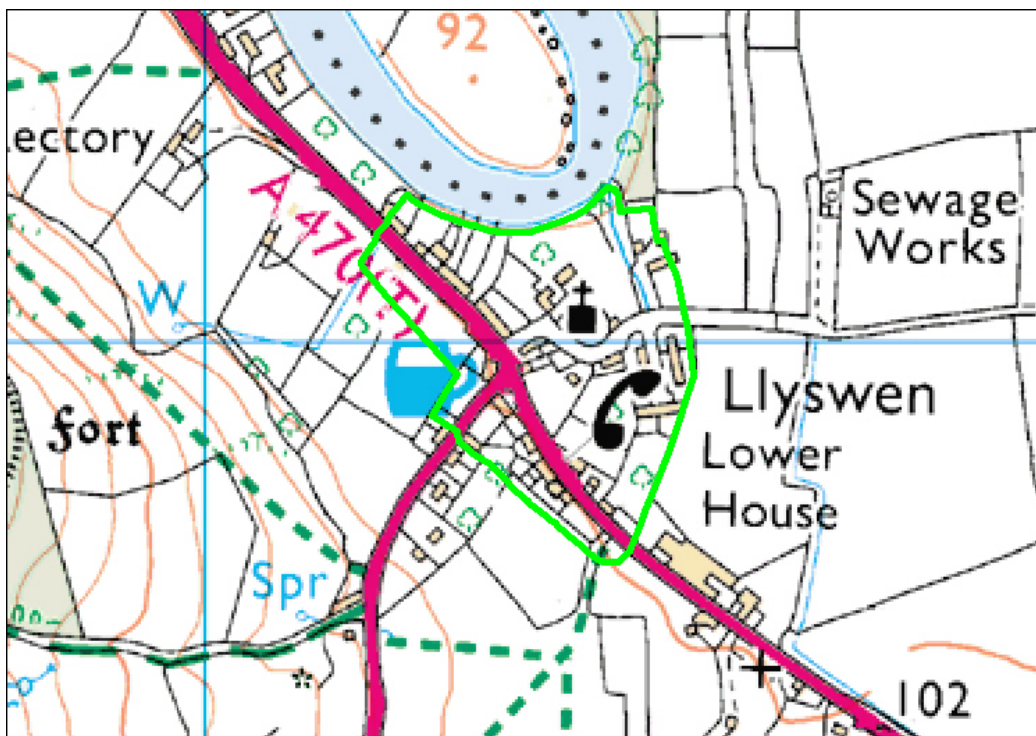 92
ectory
Sewage
Works
A 470(T)
W
fort
Llyswen
Lower
House
Spr
102